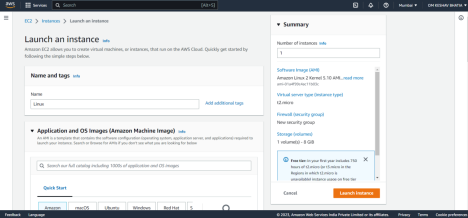 aws
Services
Search
[Alt+S]
Mumbai
EC2 > Instances > Launch an instance
Launch an instance Info
Amazon EC2 allows you to create virtual machines, or instances, that run on the AWS Cloud. Quickly get started by
following the simple steps below.
Name and tags Info
Name
Linux
Add additional tags
Application and OS Images (Amazon Machine Image) Info
An AMI is a template that contains the software configuration (operating system, application server, and applications) required to
launch your instance. Search or Browse for AMIs if you don't see what you are looking for below
Search our full catalog including 1000s of application and OS images
Quick Start
Amazon
macOS
Ubuntu
Windows
Red Hat
S
Summary
Number of instances Info
1
Software Image (AMI)
Amazon Linux 2 Kernel 5.10 AMI...read more
Virtual server type (instance type)
t2.micro
Firewall (security group)
New security group
Storage (volumes)
1 volume(s) - 8 GiB
Free tier: In your first year includes 750
hours of t2.micro (or t3.micro in
the Regions in which t2.micro is
unavailable) instance usage on free tier
Cancel
Launch instance
Feedback
Language
© 2023, Amazon Web Services India Private Limited or its affiliates.
Privacy
Terms
Cookie preferences